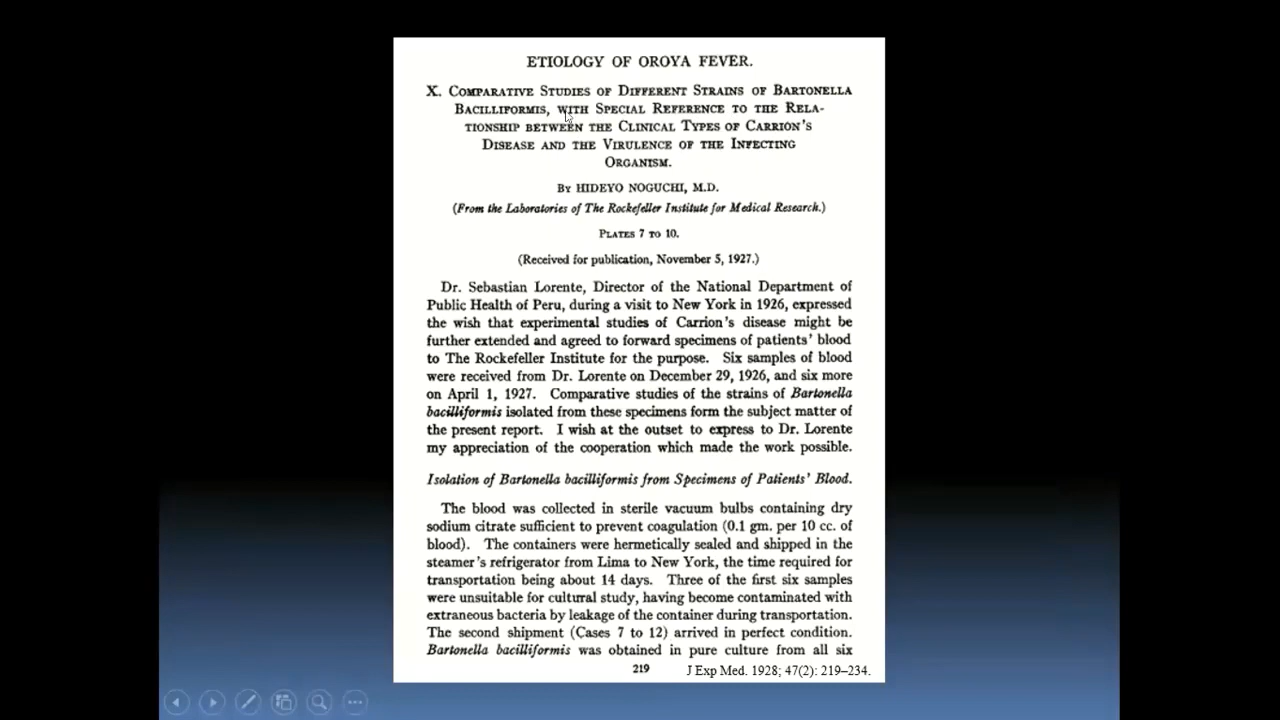 ETIOLOGY OF OROYA FEVER.
X. COMPARATIVE STUDIES OF DIFFERENT STRAINS OF BARTONELLA
BACILLIFORMIS, WITH SPECIAL REFERENCE TO THE RELA-
TIONSHIP BETWEEN THE CLINICAL TYPES OF CARRION'S
DISEASE AND THE VIRULENCE OF THE INFECTING
ORGANISM.
BY HIDEYO NOGUCHI, M.D.
(From the Laboratories of The Rockefeller Institute for Medical Research.)
PLATES 7 TO 10.
(Received for publication, November 5, 1927.)
Dr. Sebastian Lorente, Director of the National Department of
Public Health of Peru, during a visit to New York in 1926, expressed
the wish that experimental studies of Carrion's disease might be
further extended and agreed to forward specimens of patients' blood
to The Rockefeller Institute for the purpose. Six samples of blood
were received from Dr. Lorente on December 29, 1926, and six more
on April 1, 1927. Comparative studies of the strains of Bartonella
bacilliformis isolated from these specimens form the subject matter of
the present report. I wish at the outset to express to Dr. Lorente
my appreciation of the cooperation which made the work possible.
Isolation of Bartonella bacilliformis from Specimens of Patients' Blood.
The blood was collected in sterile vacuum bulbs containing dry
sodium citrate sufficient to prevent coagulation (0.1 gm. per 10 cc. of
blood). The containers were hermetically sealed and shipped in the
steamer's refrigerator from Lima to New York, the time required for
transportation being about 14 days. Three of the first six samples
were unsuitable for cultural study, having become contaminated with
extraneous bacteria by leakage of the container during transportation.
The second shipment (Cases 7 to 12) arrived in perfect condition.
Bartonella bacilliformis was obtained in pure culture from all six
219 J Exp Med. 1928; 47(2): 219–234.